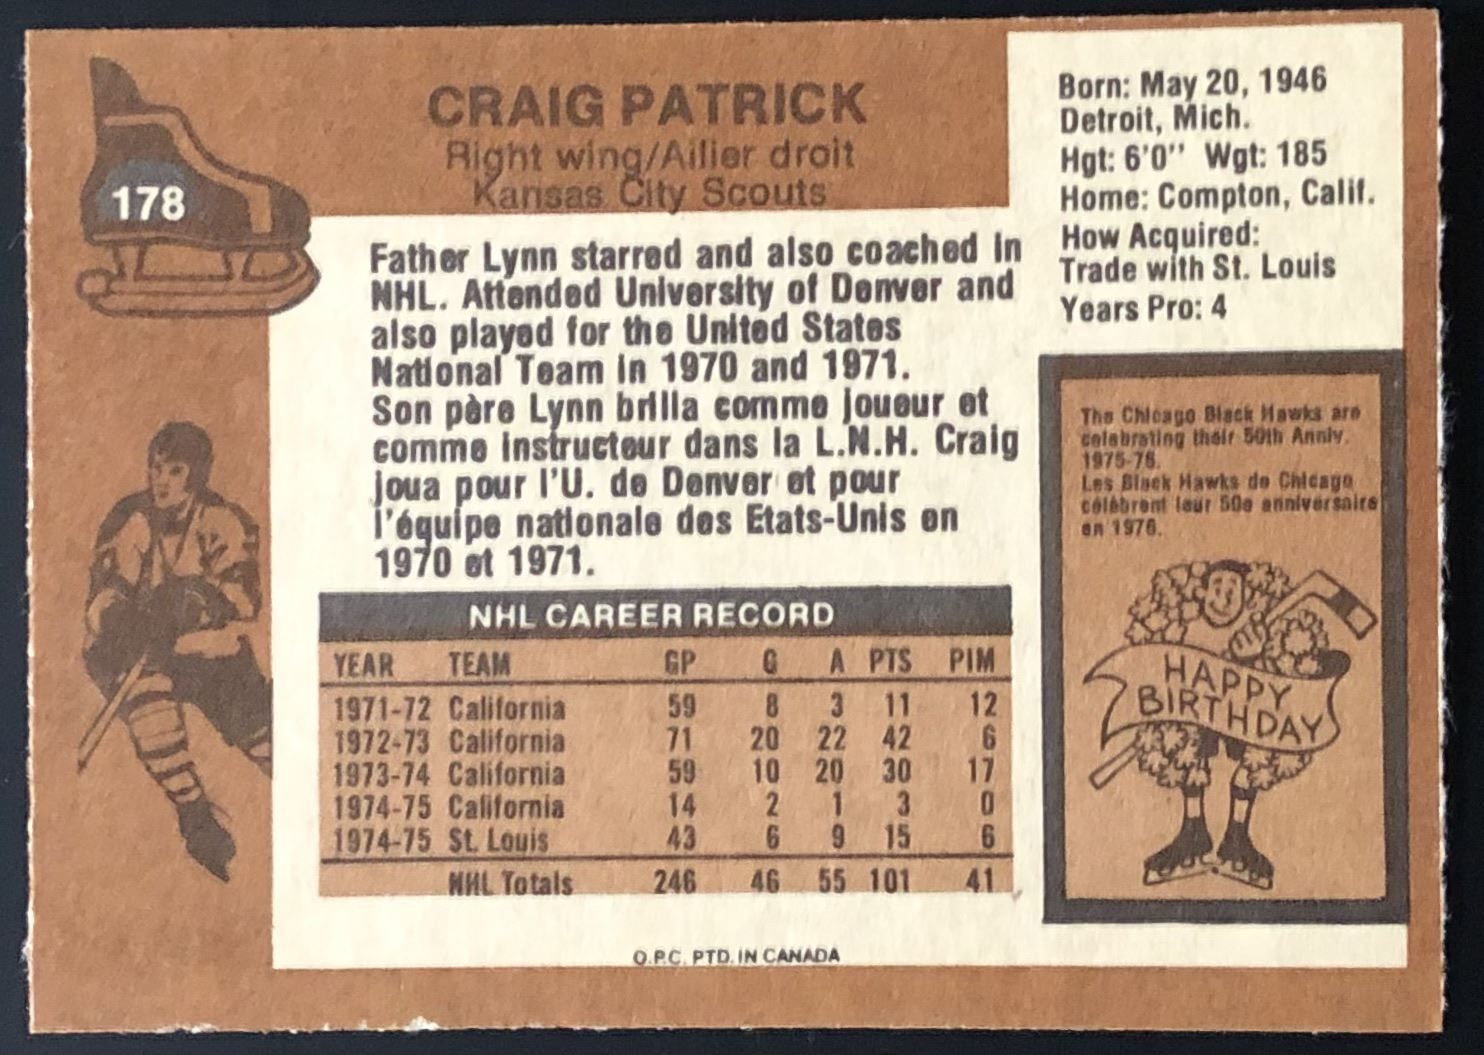 178
CRAIG PATRICK
Right wing/Ailier droit
Kansas City Scouts
Born: May 20, 1946
Detroit, Mich.
Hgt: 6'0" Wgt: 185
Home: Compton, Calif.
How Acquired:
Trade with St. Louis
Years Pro: 4
Father Lynn starred and also coached in
NHL. Attended University of Denver and
also played for the United States
National Team in 1970 and 1971.
Son père Lynn brilla comme joueur et
comme instructeur dans la L.N.H. Craig
joua pour l'U. de Denver et pour
l'équipe nationale des Etats-Unis en
1970 et 1971.
NHL CAREER RECORD
YEAR TEAM GP G A PTS PIM
1971-72 California 59 8 3 11 12
1972-73 California 71 20 22 42 6
1973-74 California 59 10 20 30 17
1974-75 California 14 2 1 3 0
1974-75 St. Louis 43 6 9 15 6
NHL Totals 246 46 55 101 41
The Chicago Black Hawks are
celebrating their 50th Anniv.
1975-76.
Les Black Hawks de Chicago
célèbrent leur 50e anniversaire
en 1976.
HAPPY
BIRTHDAY
O.P.C. PTD. IN CANADA